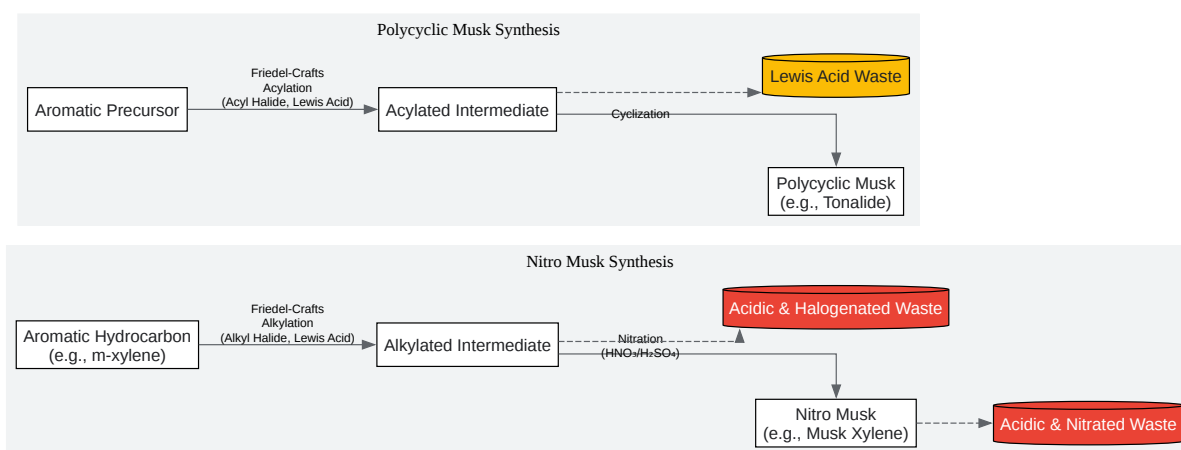 Polycyclic Musk Synthesis
Aromatic Precursor
Friedel-Crafts
Acylation
(Acyl Halide, Lewis Acid)
Acylated Intermediate
Lewis Acid Waste
Cyclization
Polycyclic Musk
(e.g., Tonalide)
Nitro Musk Synthesis
Aromatic Hydrocarbon
(e.g., m-xylene)
Friedel-Crafts
Alkylation
(Alkyl Halide, Lewis Acid)
Alkylated Intermediate
Acidic & Halogenated Waste
Nitration
(HNO₃/H₂SO₄)
Nitro Musk
(e.g., Musk Xylene)
Acidic & Nitrated Waste